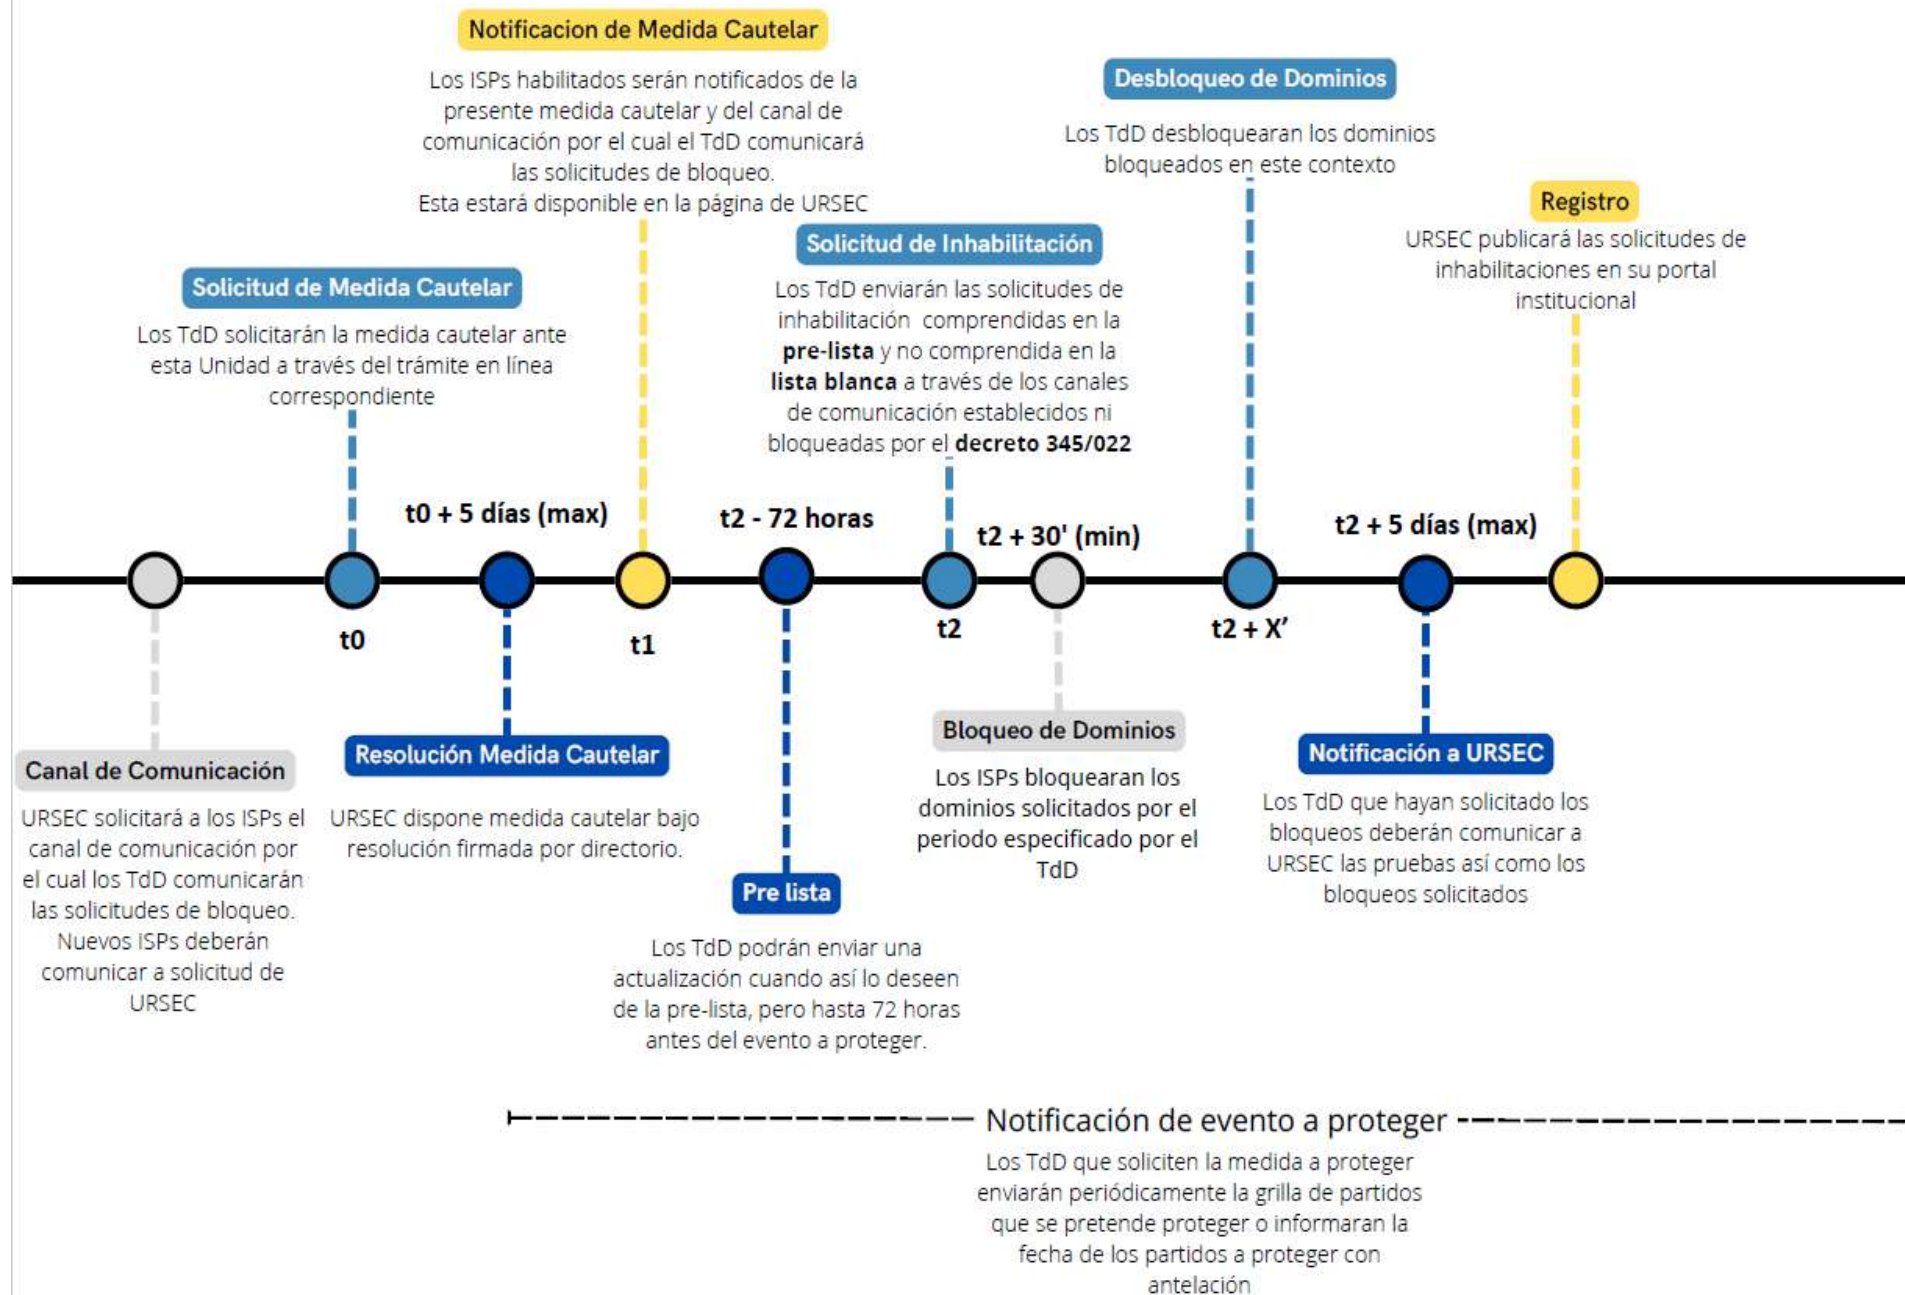 Notificacion de Medida Cautelar
Los ISPs habilitados serán notificados de la
presente medida cautelar y del canal de
comunicación por el cual el TdD comunicará
las solicitudes de bloqueo.
Esta estará disponible en la página de URSEC
Desbloqueo de Dominios
Los TdD desbloquearan los dominios
bloqueados en este contexto
Registro
URSEC publicará las solicitudes de
inhabilitaciones en su portal
institucional
Solicitud de Inhabilitación
Los TdD enviarán las solicitudes de
inhabilitación comprendidas en la
pre-lista y no comprendida en la
lista blanca a través de los canales
de comunicación establecidos ni
bloqueadas por el decreto 345/022
Solicitud de Medida Cautelar
Los TdD solicitarán la medida cautelar ante
esta Unidad a través del trámite en línea
correspondiente
t0 + 5 días (max)
t2 - 72 horas
t2 + 30' (min)
t2 + 5 días (max)
t0
t1
t2
t2 + X’
Canal de Comunicación
URSEC solicitará a los ISPs el
canal de comunicación por
el cual los TdD comunicarán
las solicitudes de bloqueo.
Nuevos ISPs deberán
comunicar a solicitud de
URSEC
Resolución Medida Cautelar
URSEC dispone medida cautelar bajo
resolución firmada por directorio.
Pre lista
Los TdD podrán enviar una
actualización cuando así lo deseen
de la pre-lista, pero hasta 72 horas
antes del evento a proteger.
Bloqueo de Dominios
Los ISPs bloquearan los
dominios solicitados por el
periodo especificado por el
TdD
Notificación a URSEC
Los TdD que hayan solicitado los
bloqueos deberán comunicar a
URSEC las pruebas así como los
bloqueos solicitados
Notificación de evento a proteger
Los TdD que soliciten la medida a proteger
enviarán periódicamente la grilla de partidos
que se pretende proteger o informaran la
fecha de los partidos a proteger con
antelación